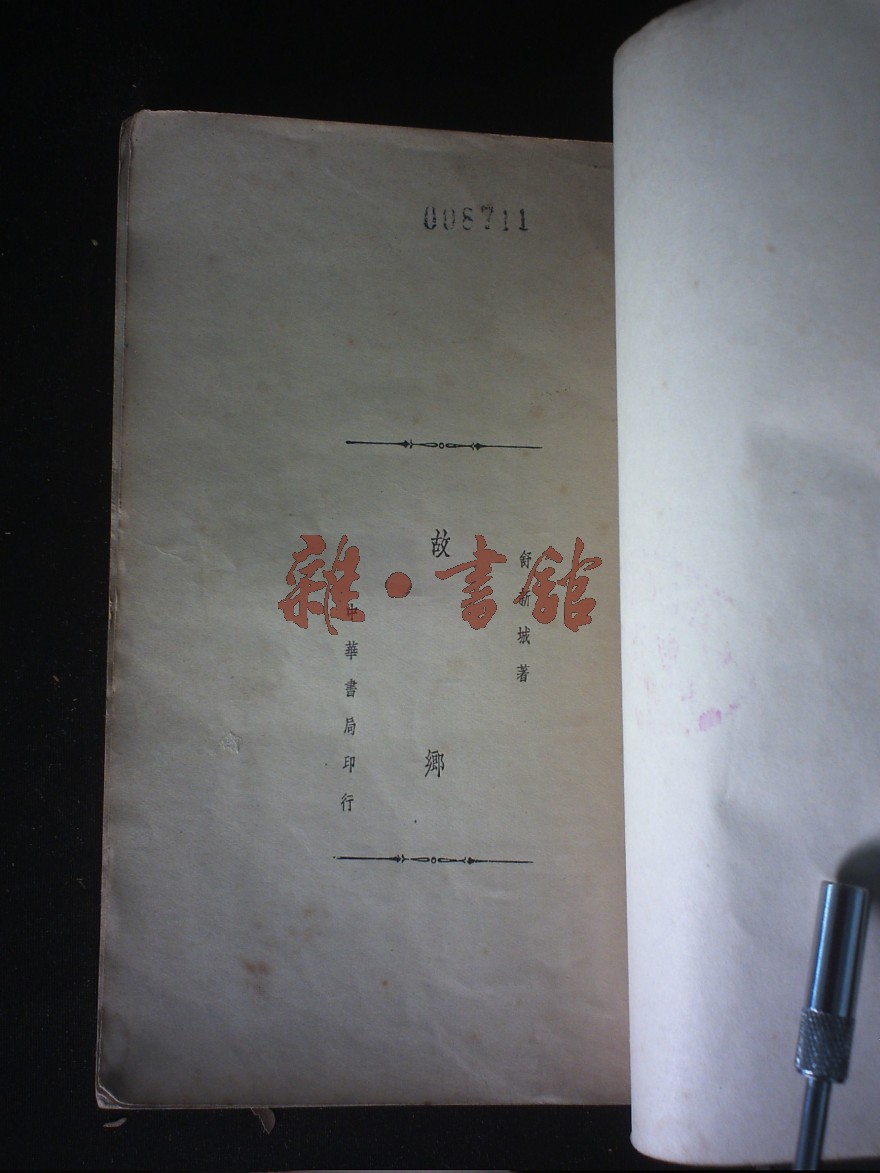 008711
舒新城著
故鄉
中華書局印行
雜·書館